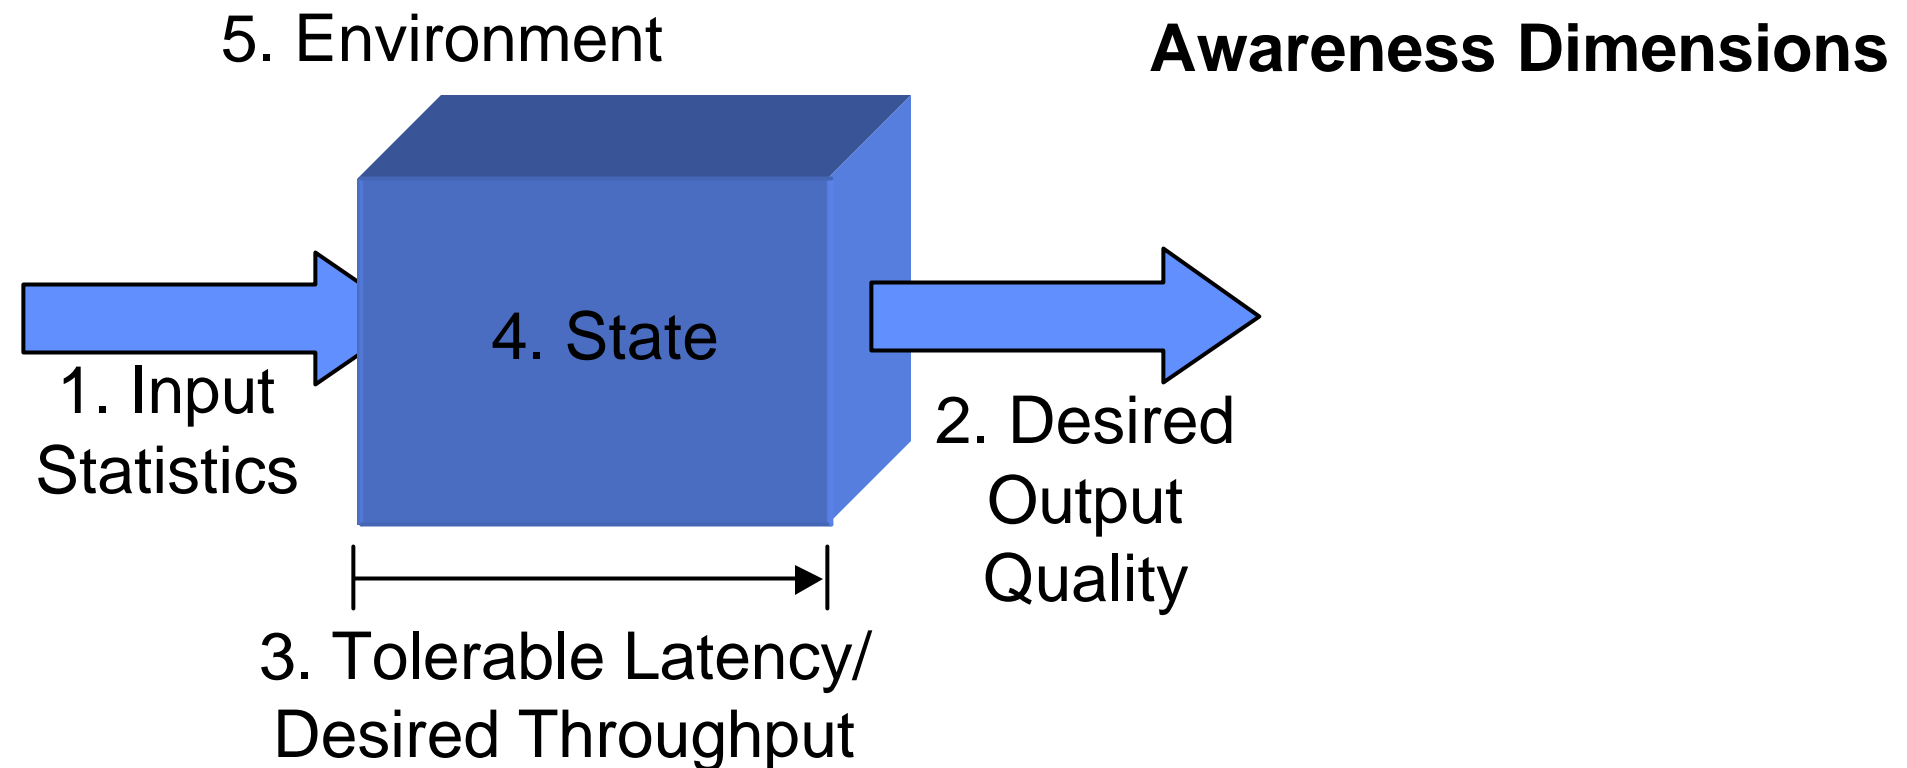 5. Environment
Awareness Dimensions
4. State
1. Input
Statistics
2. Desired
Output
Quality
3. Tolerable Latency/
Desired Throughput